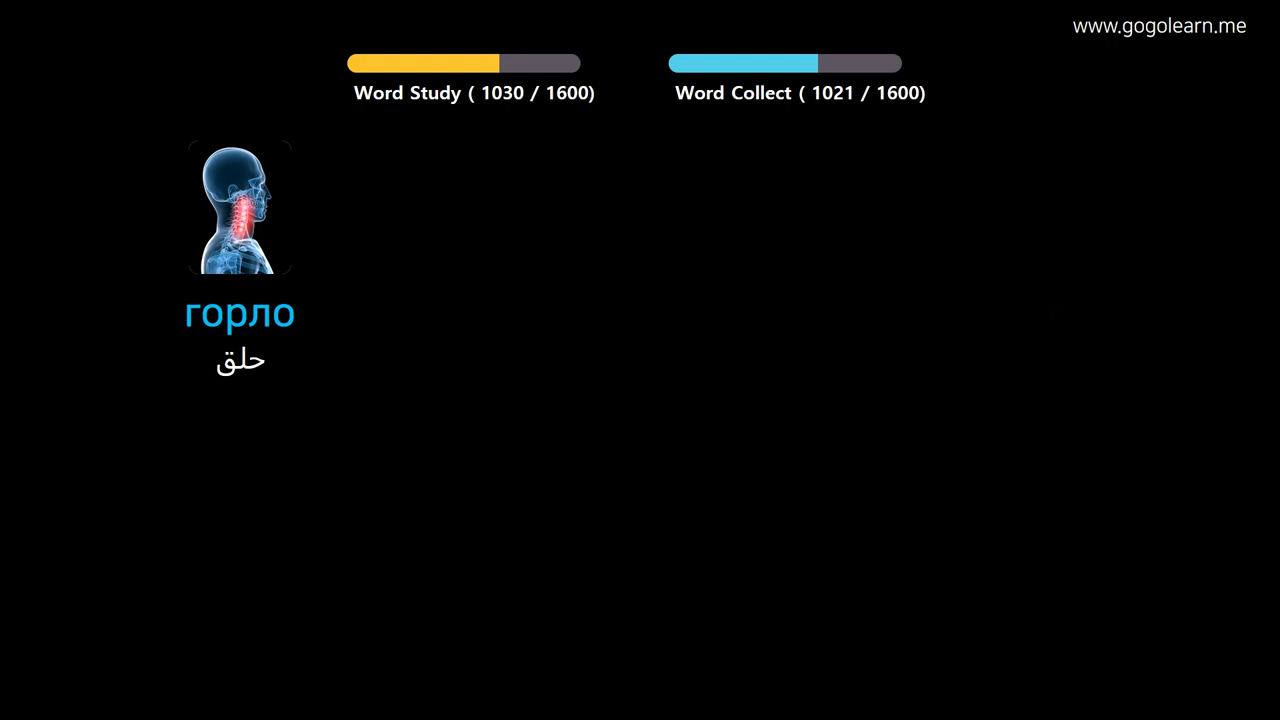 www.gogolearn.me
Word Study ( 1030 / 1600)
Word Collect ( 1021 / 1600)
горло
حلق